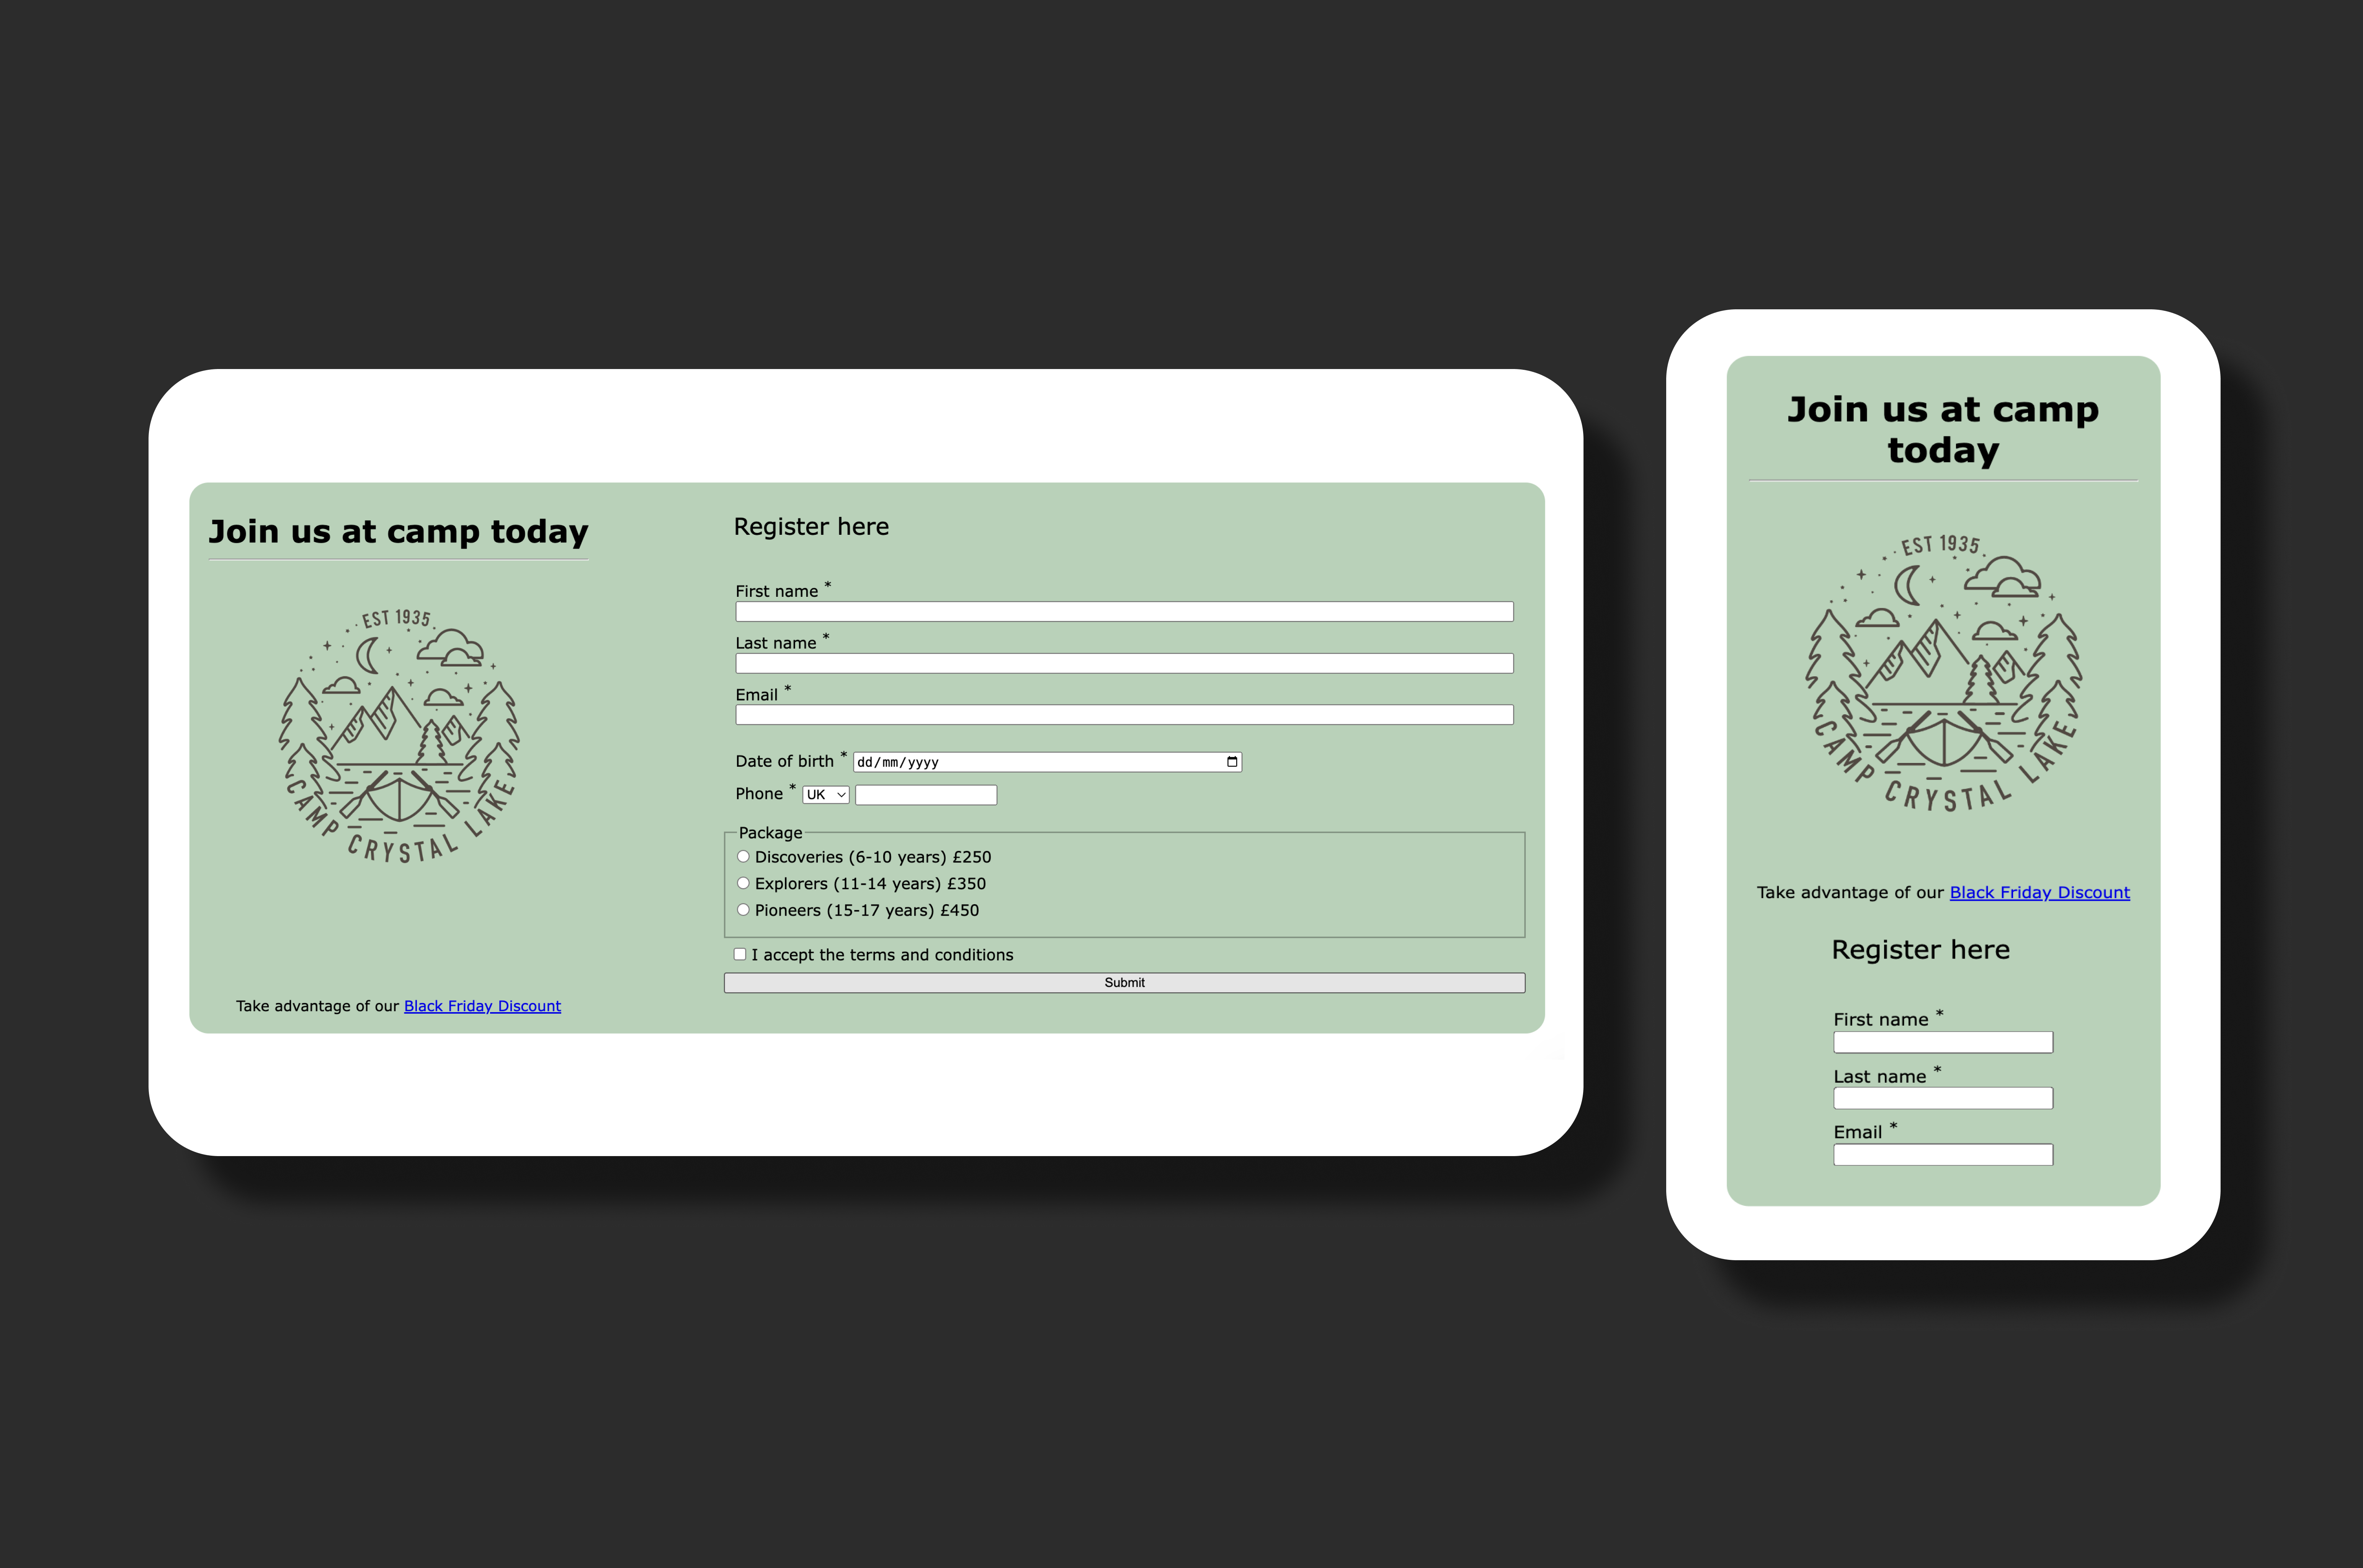 Join us at camp today
EST 1935
CAMP CRYSTAL LAKE
Take advantage of our Black Friday Discount
Register here
First name *
Last name *
Email *
Date of birth * dd/mm/yyyy
Phone * UK
Package
Discoveries (6-10 years) £250
Explorers (11-14 years) £350
Pioneers (15-17 years) £450
I accept the terms and conditions
Submit
Join us at camp
today
EST 1935
CAMP CRYSTAL LAKE
Take advantage of our Black Friday Discount
Register here
First name *
Last name *
Email *